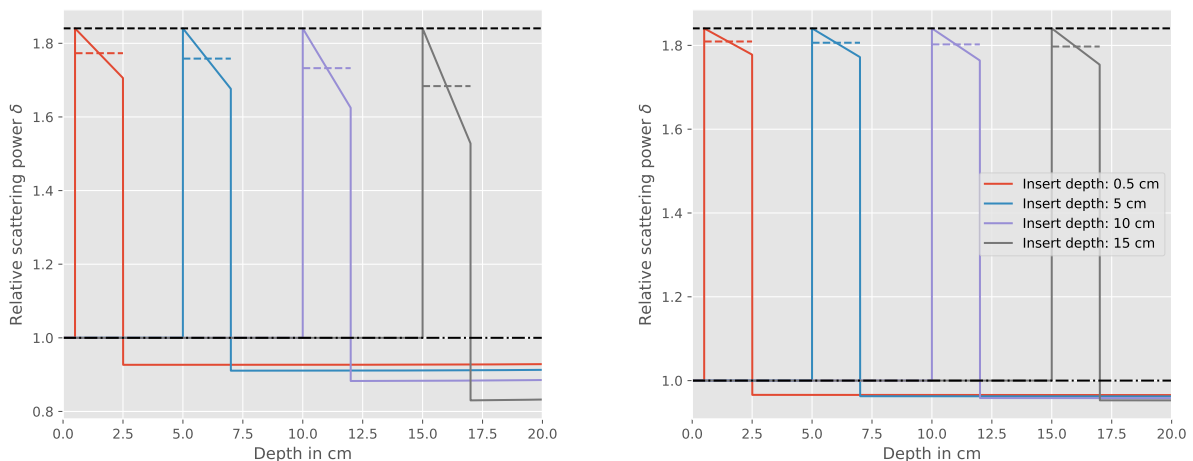 1.8
1.6
1.4
1.2
1.0
0.8
Relative scattering power δ
0.0 2.5 5.0 7.5 10.0 12.5 15.0 17.5 20.0
Depth in cm
1.8
1.6
1.4
1.2
1.0
Relative scattering power δ
Insert depth: 0.5 cm
Insert depth: 5 cm
Insert depth: 10 cm
Insert depth: 15 cm
0.0 2.5 5.0 7.5 10.0 12.5 15.0 17.5 20.0
Depth in cm